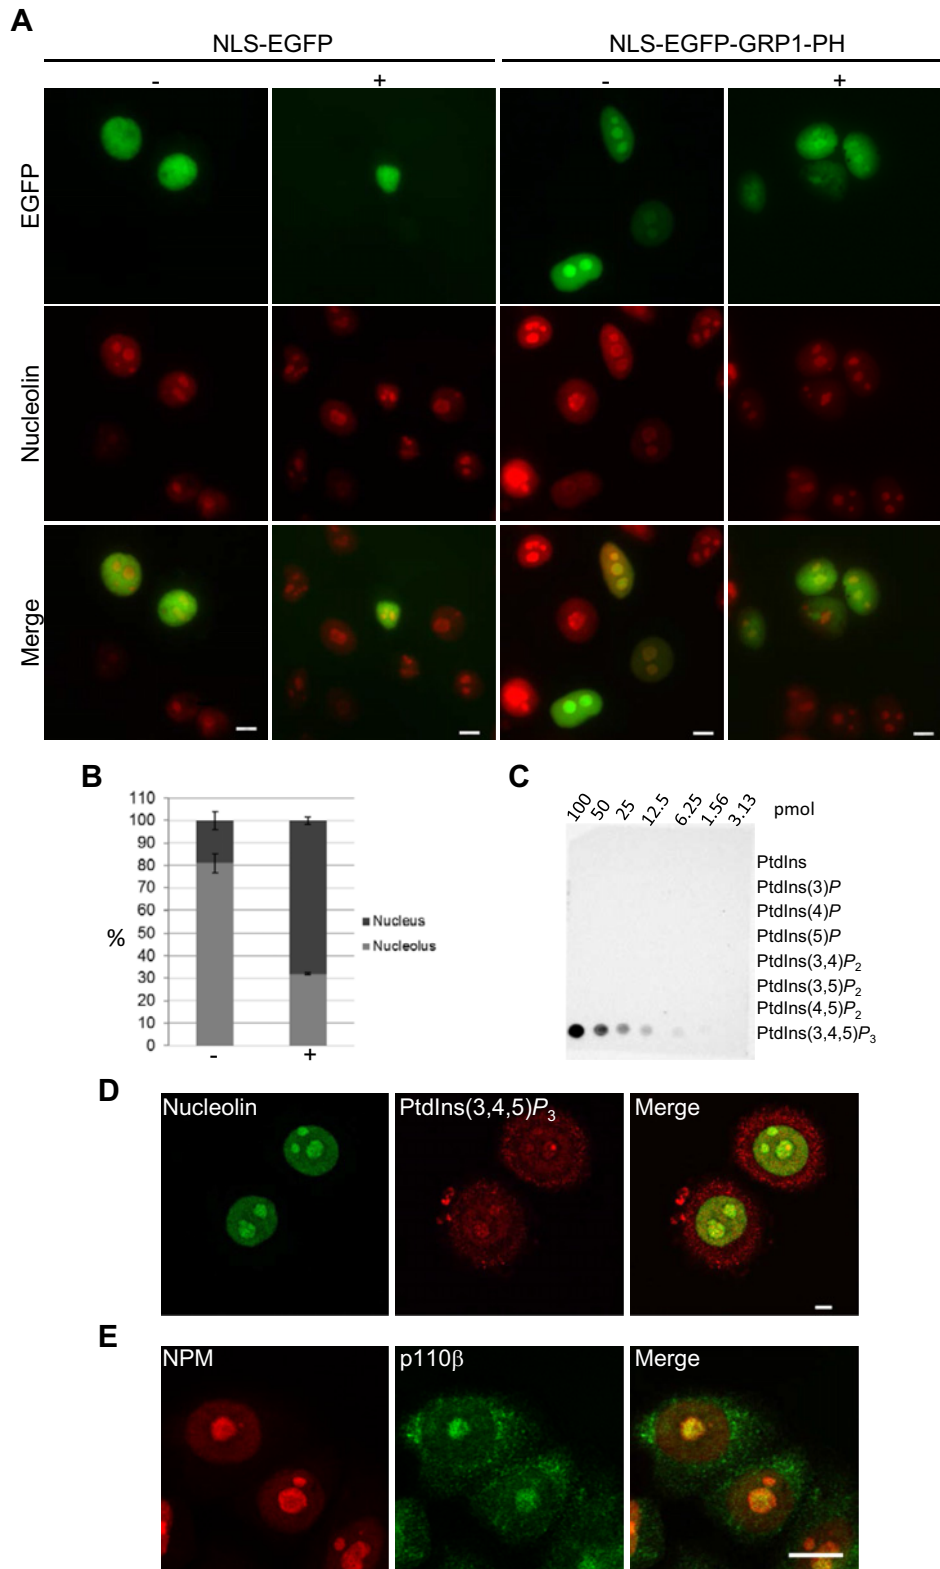 A
NLS-EGFP NLS-EGFP-GRP1-PH
- + - +
EGFP
Nucleolin
Merge
B
110
100
90
80
70
60
50
40
30
20
10
0
%
- +
Nucleus
Nucleolus
C
100 50 25 12.5 6.25 1.56 3.13 pmol
PtdIns
PtdIns(3)P
PtdIns(4)P
PtdIns(5)P
PtdIns(3,4)P2
PtdIns(3,5)P2
PtdIns(4,5)P2
PtdIns(3,4,5)P3
D
Nucleolin PtdIns(3,4,5)P3 Merge
E
NPM p110β Merge